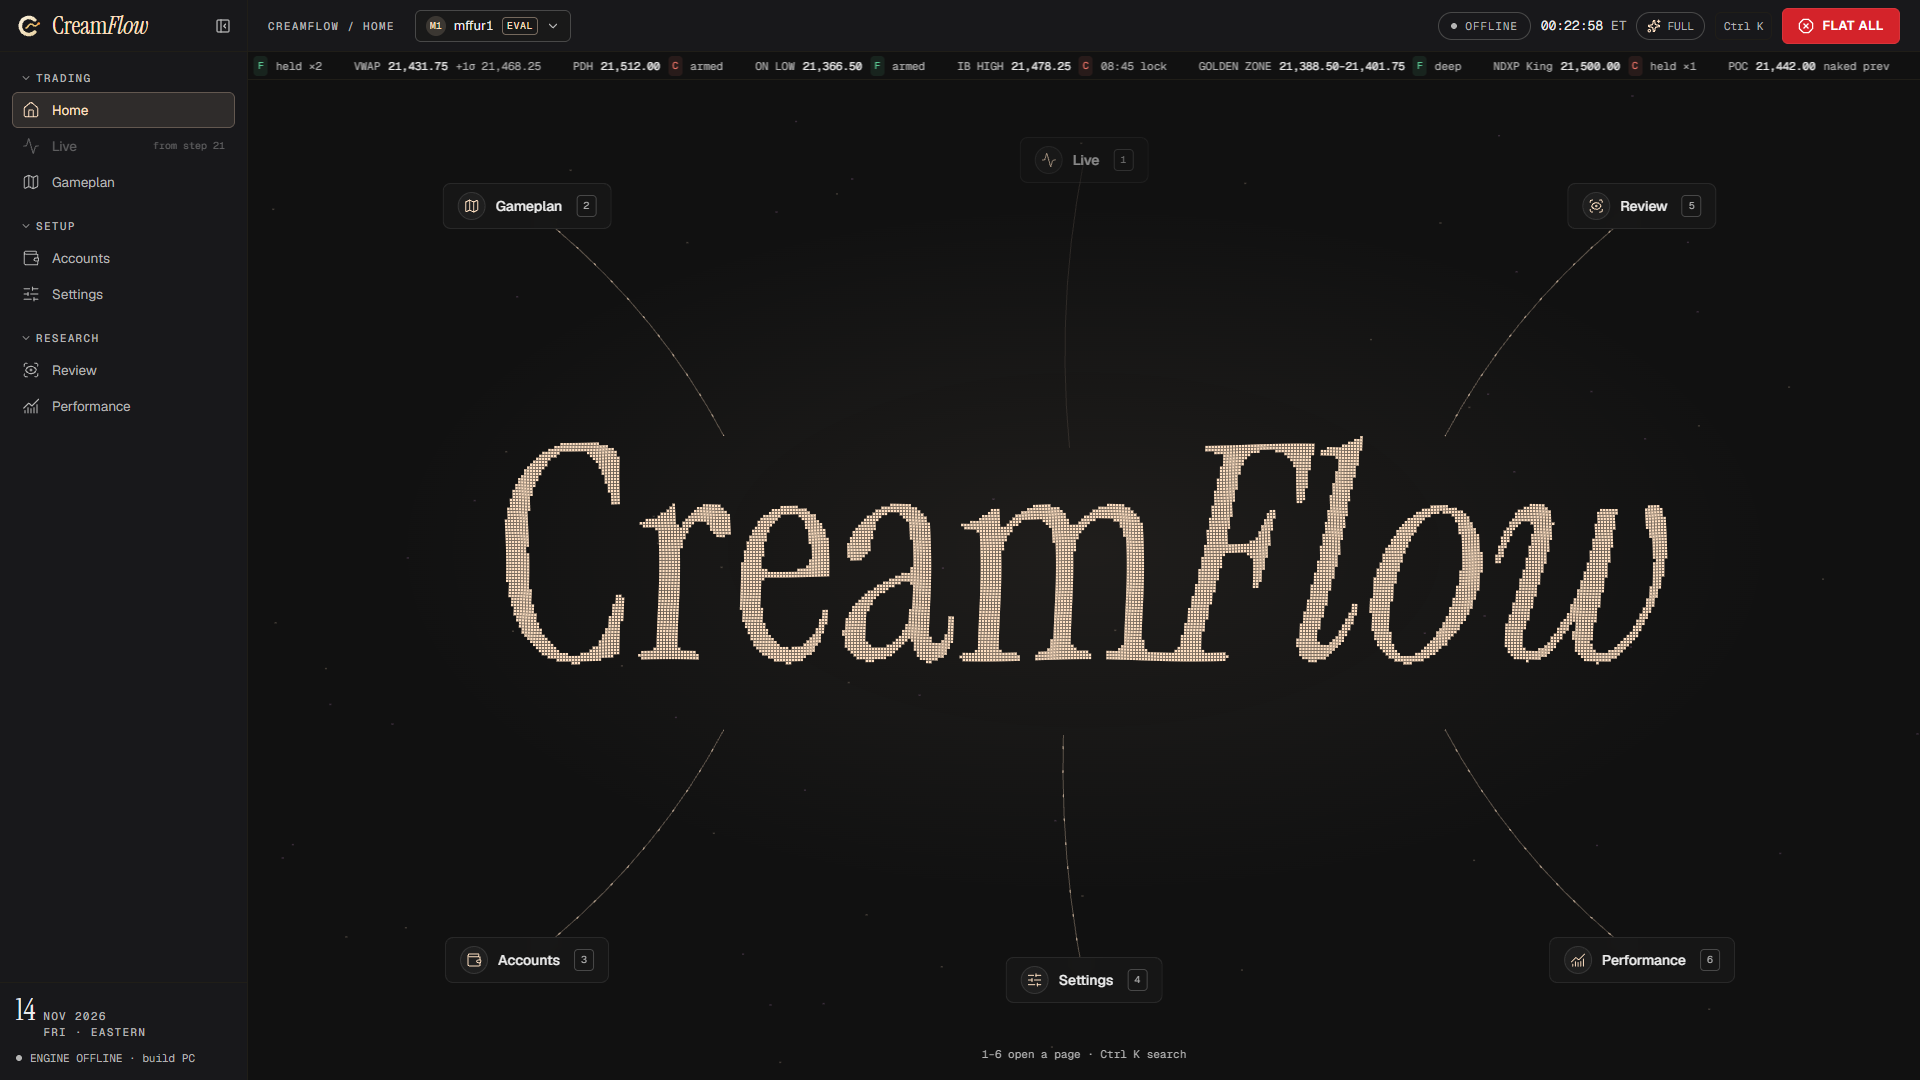 CreamFlow
CREAMFLOW / HOME
M1 mffur1 EVAL
OFFLINE
00:22:58 ET
FULL
Ctrl K
FLAT ALL
F held ×2 VWAP 21,431.75 +1σ 21,468.25 PDH 21,512.00 C armed ON LOW 21,366.50 F armed IB HIGH 21,478.25 C 08:45 lock GOLDEN ZONE 21,388.50-21,401.75 F deep NDXP King 21,500.00 C held ×1 POC 21,442.00 naked prev
TRADING
Home
Live from step 21
Gameplan
SETUP
Accounts
Settings
RESEARCH
Review
Performance
Live 1
Gameplan 2
Review 5
CreamFlow
Accounts 3
Settings 4
Performance 6
1-6 open a page · Ctrl K search
14 NOV 2026
FRI · EASTERN
ENGINE OFFLINE · build PC